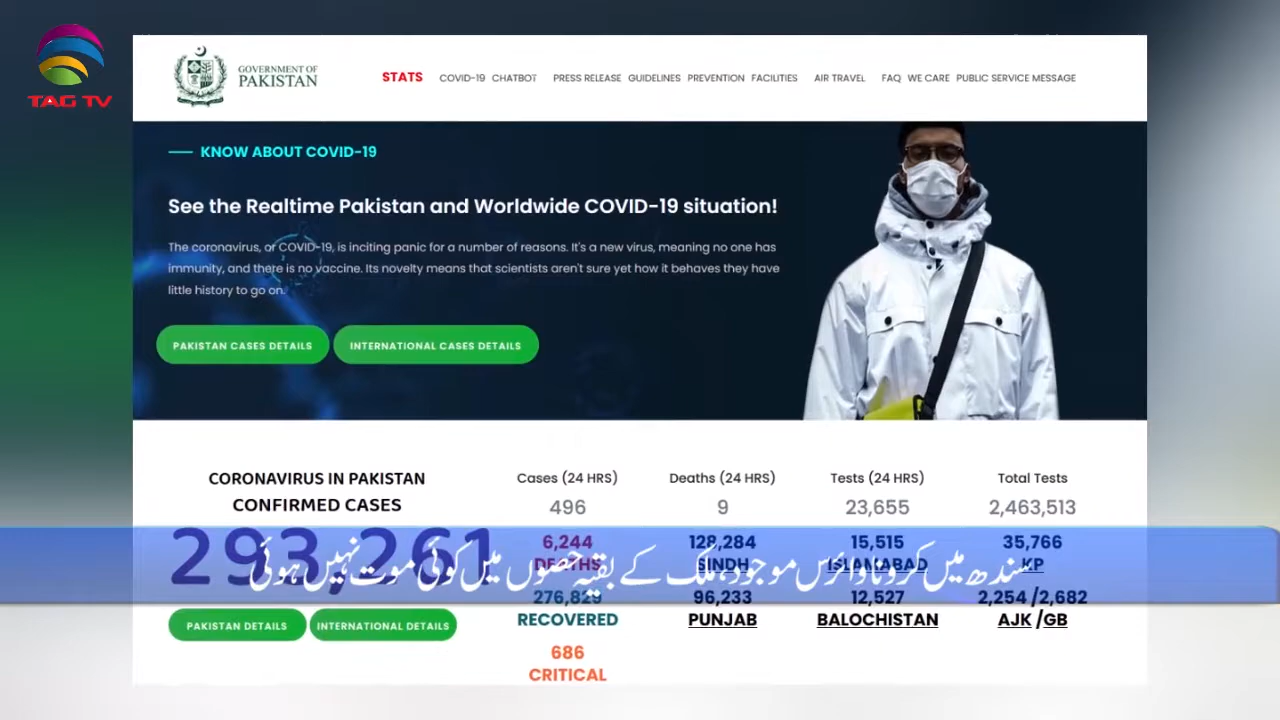 TAG TV
GOVERNMENT OF
PAKISTAN
STATS COVID-19 CHATBOT PRESS RELEASE GUIDELINES PREVENTION FACILITIES AIR TRAVEL FAQ WE CARE PUBLIC SERVICE MESSAGE
KNOW ABOUT COVID-19
See the Realtime Pakistan and Worldwide COVID-19 situation!
The coronavirus, or COVID-19, is inciting panic for a number of reasons. It's a new virus, meaning no one has
immunity, and there is no vaccine. Its novelty means that scientists aren't sure yet how it behaves they have
little history to go on.
PAKISTAN CASES DETAILS INTERNATIONAL CASES DETAILS
CORONAVIRUS IN PAKISTAN
CONFIRMED CASES
293,261
PAKISTAN DETAILS INTERNATIONAL DETAILS
Cases (24 HRS) Deaths (24 HRS) Tests (24 HRS) Total Tests
496 9 23,655 2,463,513
6,244 128,284 15,515 35,766
DEATHS SINDH ISLAMABAD KP
سندھ میں کرونا وائرس موجود، ملک کے بقیہ حصوں میں کوئی موت نہیں ہوئی
276,829 96,233 12,527 2,254 /2,682
RECOVERED PUNJAB BALOCHISTAN AJK /GB
686
CRITICAL